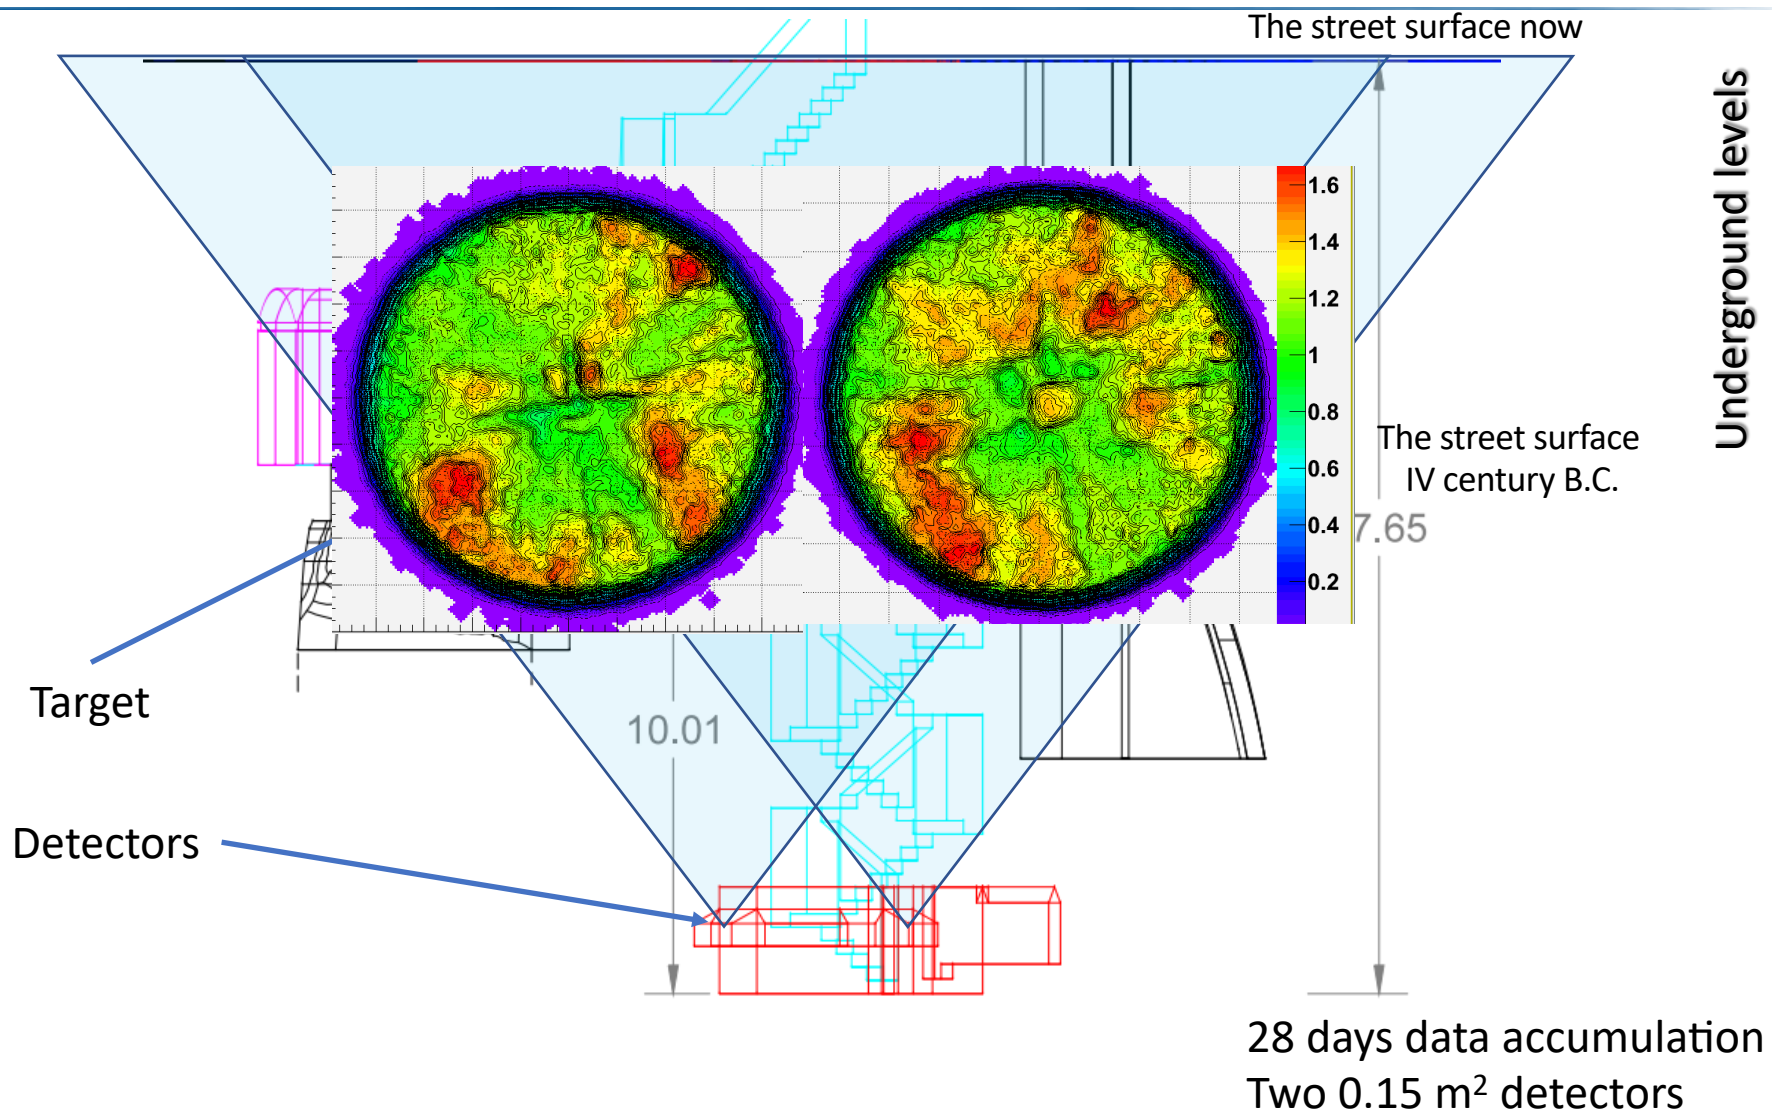 The street surface now
Underground levels
1.6
1.4
1.2
1
0.8
0.6
0.4
0.2
The street surface
IV century B.C.
7.65
Target
10.01
Detectors
28 days data accumulation
Two 0.15 m² detectors